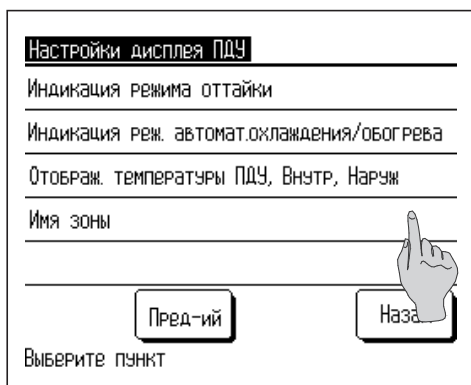 Настройки дисплея ПДУ
Индикация режима оттайки
Индикация реж. автомат.охлаждения/обогрева
Отображ. температуры ПДУ, Внутр, Наруж
Имя зоны
Пред-ий
Назад
Выберите пункт